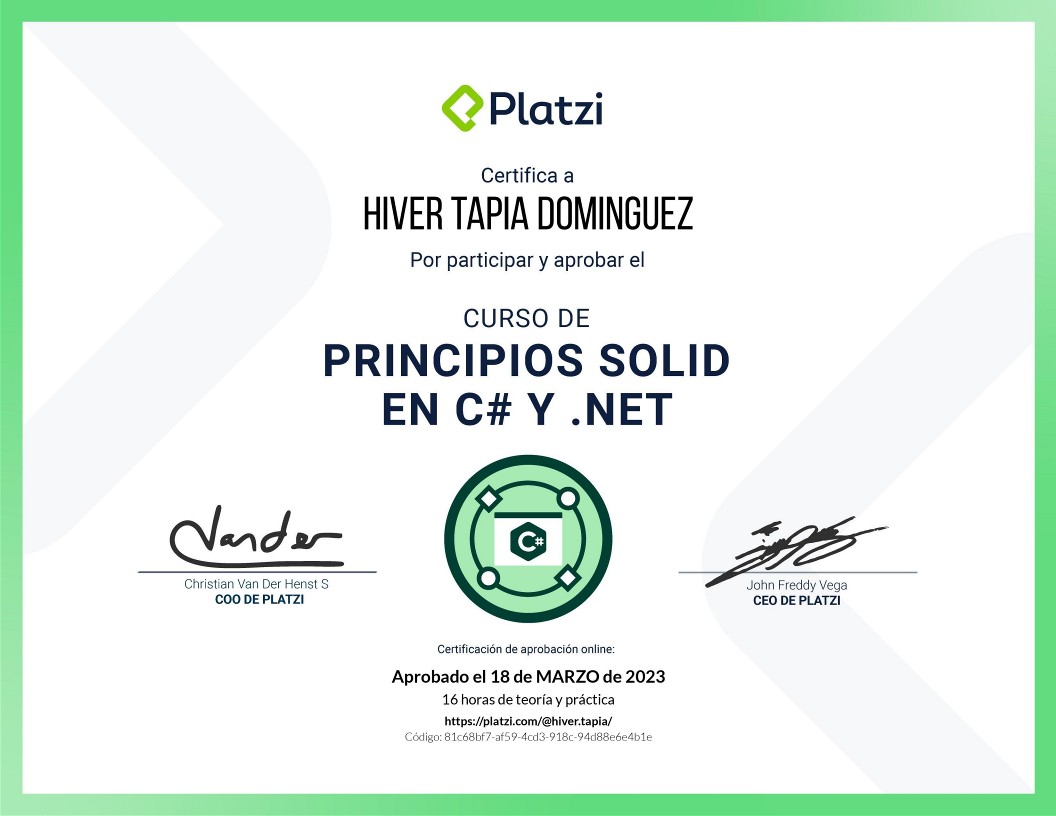 Platzi
Certifica a
HIVER TAPIA DOMINGUEZ
Por participar y aprobar el
CURSO DE
PRINCIPIOS SOLID
EN C# Y .NET
C#
Vander
Christian Van Der Henst S
COO DE PLATZI
John Freddy Vega
CEO DE PLATZI
Certificación de aprobación online:
Aprobado el 18 de MARZO de 2023
16 horas de teoría y práctica
https://platzi.com/@hiver.tapia/
Código: 81c68bf7-af59-4cd3-918c-94d88e6e4b1e